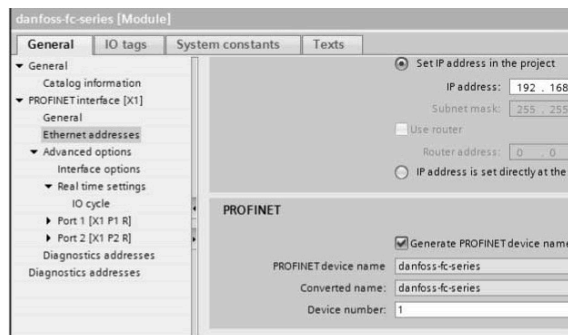 danfoss-fc-series [Module]
General IO tags System constants Texts
General
Catalog information
PROFINET interface [X1]
General
Ethernet addresses
Advanced options
Interface options
Real time settings
IO cycle
Port 1 [X1 P1 R]
Port 2 [X1 P2 R]
Diagnostics addresses
Diagnostics addresses
Set IP address in the project
IP address: 192 . 168
Subnet mask: 255 . 255
Use router
Router address: 0 . 0
IP address is set directly at the
PROFINET
Generate PROFINET device name
PROFINET device name danfoss-fc-series
Converted name: danfoss-fc-series
Device number: 1